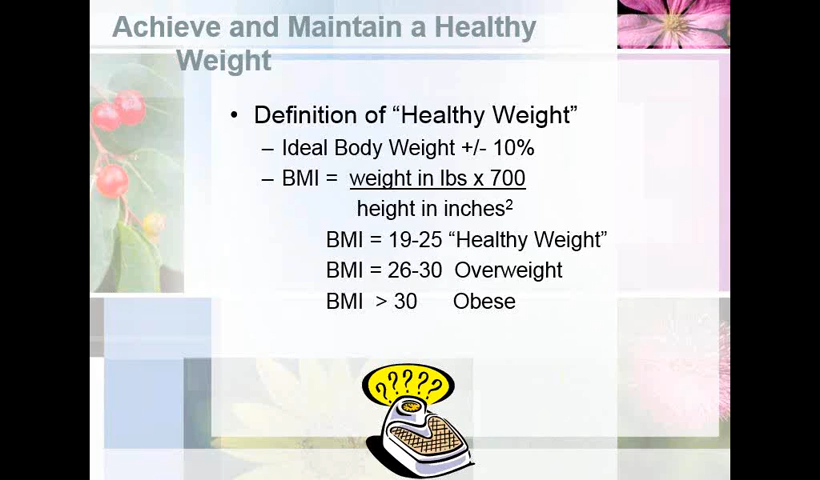 Achieve and Maintain a Healthy
Weight
• Definition of “Healthy Weight”
– Ideal Body Weight +/- 10%
– BMI = weight in lbs x 700
height in inches²
BMI = 19-25 “Healthy Weight”
BMI = 26-30 Overweight
BMI > 30 Obese
?????